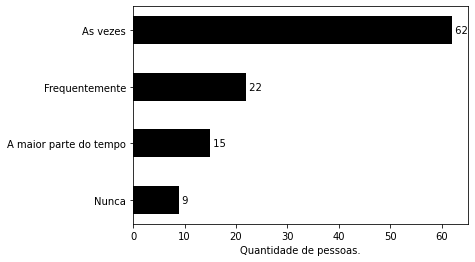 As vezes 62
Frequentemente 22
A maior parte do tempo 15
Nunca 9
0 10 20 30 40 50 60
Quantidade de pessoas.